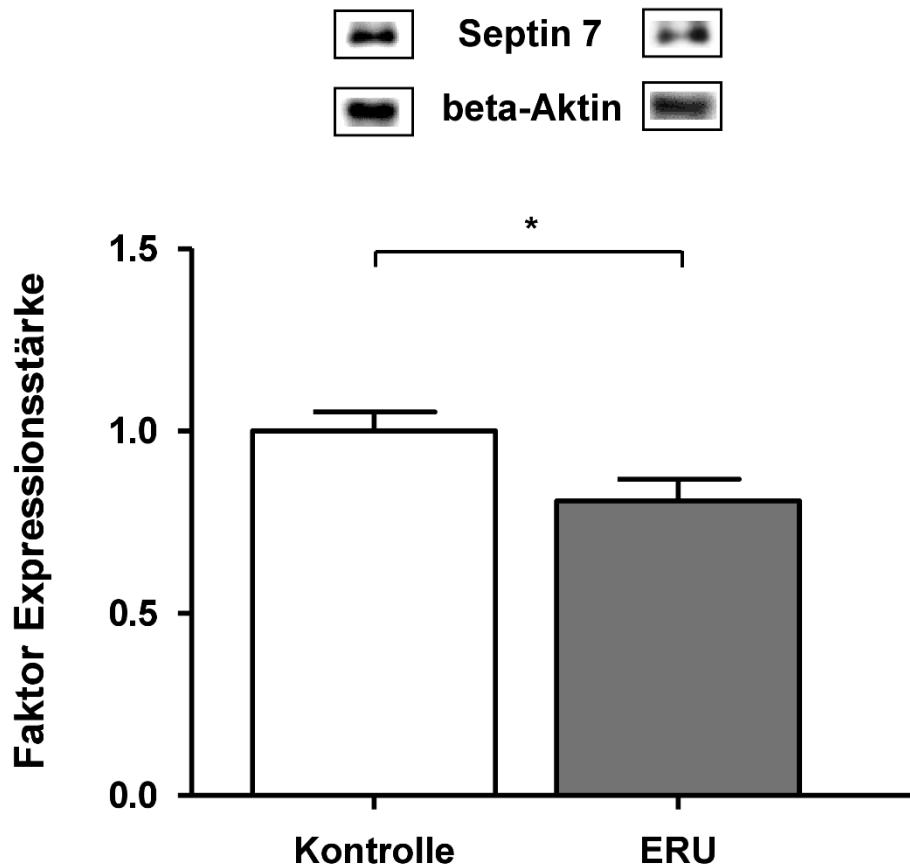 Septin 7
beta-Aktin
*
Faktor Expressionsstärke
1.5
1.0
0.5
0.0
Kontrolle
ERU